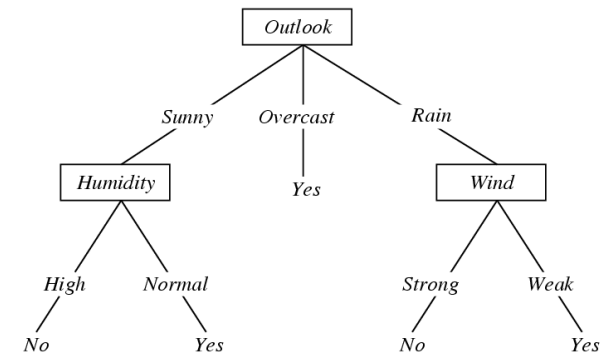 Outlook
Sunny Overcast Rain
Humidity Yes Wind
High Normal Strong Weak
No Yes No Yes